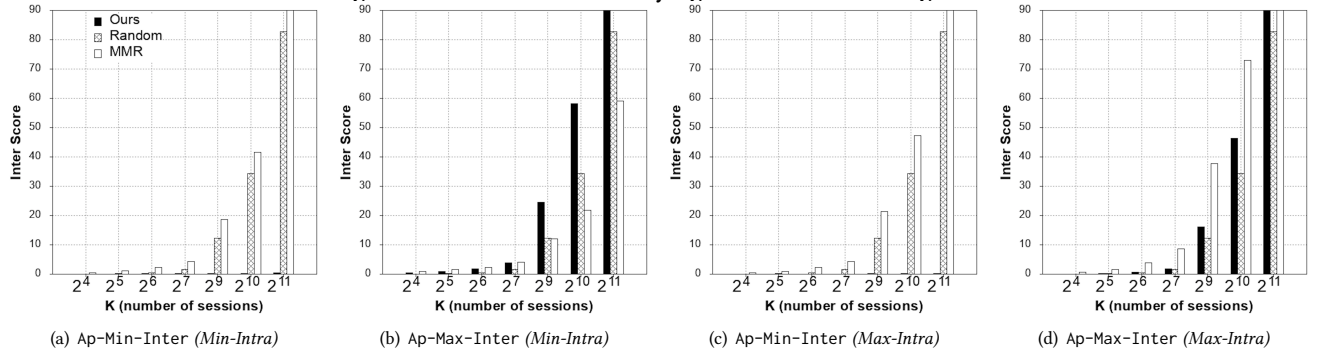 90
80
70
60
50
40
30
20
10
0
Inter Score
Ours
Random
MMR
2^4 2^5 2^6 2^7 2^9 2^10 2^11
K (number of sessions)
(a) Ap-Min-Inter (Min-Intra)
90
80
70
60
50
40
30
20
10
0
Inter Score
2^4 2^5 2^6 2^7 2^9 2^10 2^11
K (number of sessions)
(b) Ap-Max-Inter (Min-Intra)
90
80
70
60
50
40
30
20
10
0
Inter Score
2^4 2^5 2^6 2^7 2^9 2^10 2^11
K (number of sessions)
(c) Ap-Min-Inter (Max-Intra)
90
80
70
60
50
40
30
20
10
0
Inter Score
2^4 2^5 2^6 2^7 2^9 2^10 2^11
K (number of sessions)
(d) Ap-Max-Inter (Max-Intra)